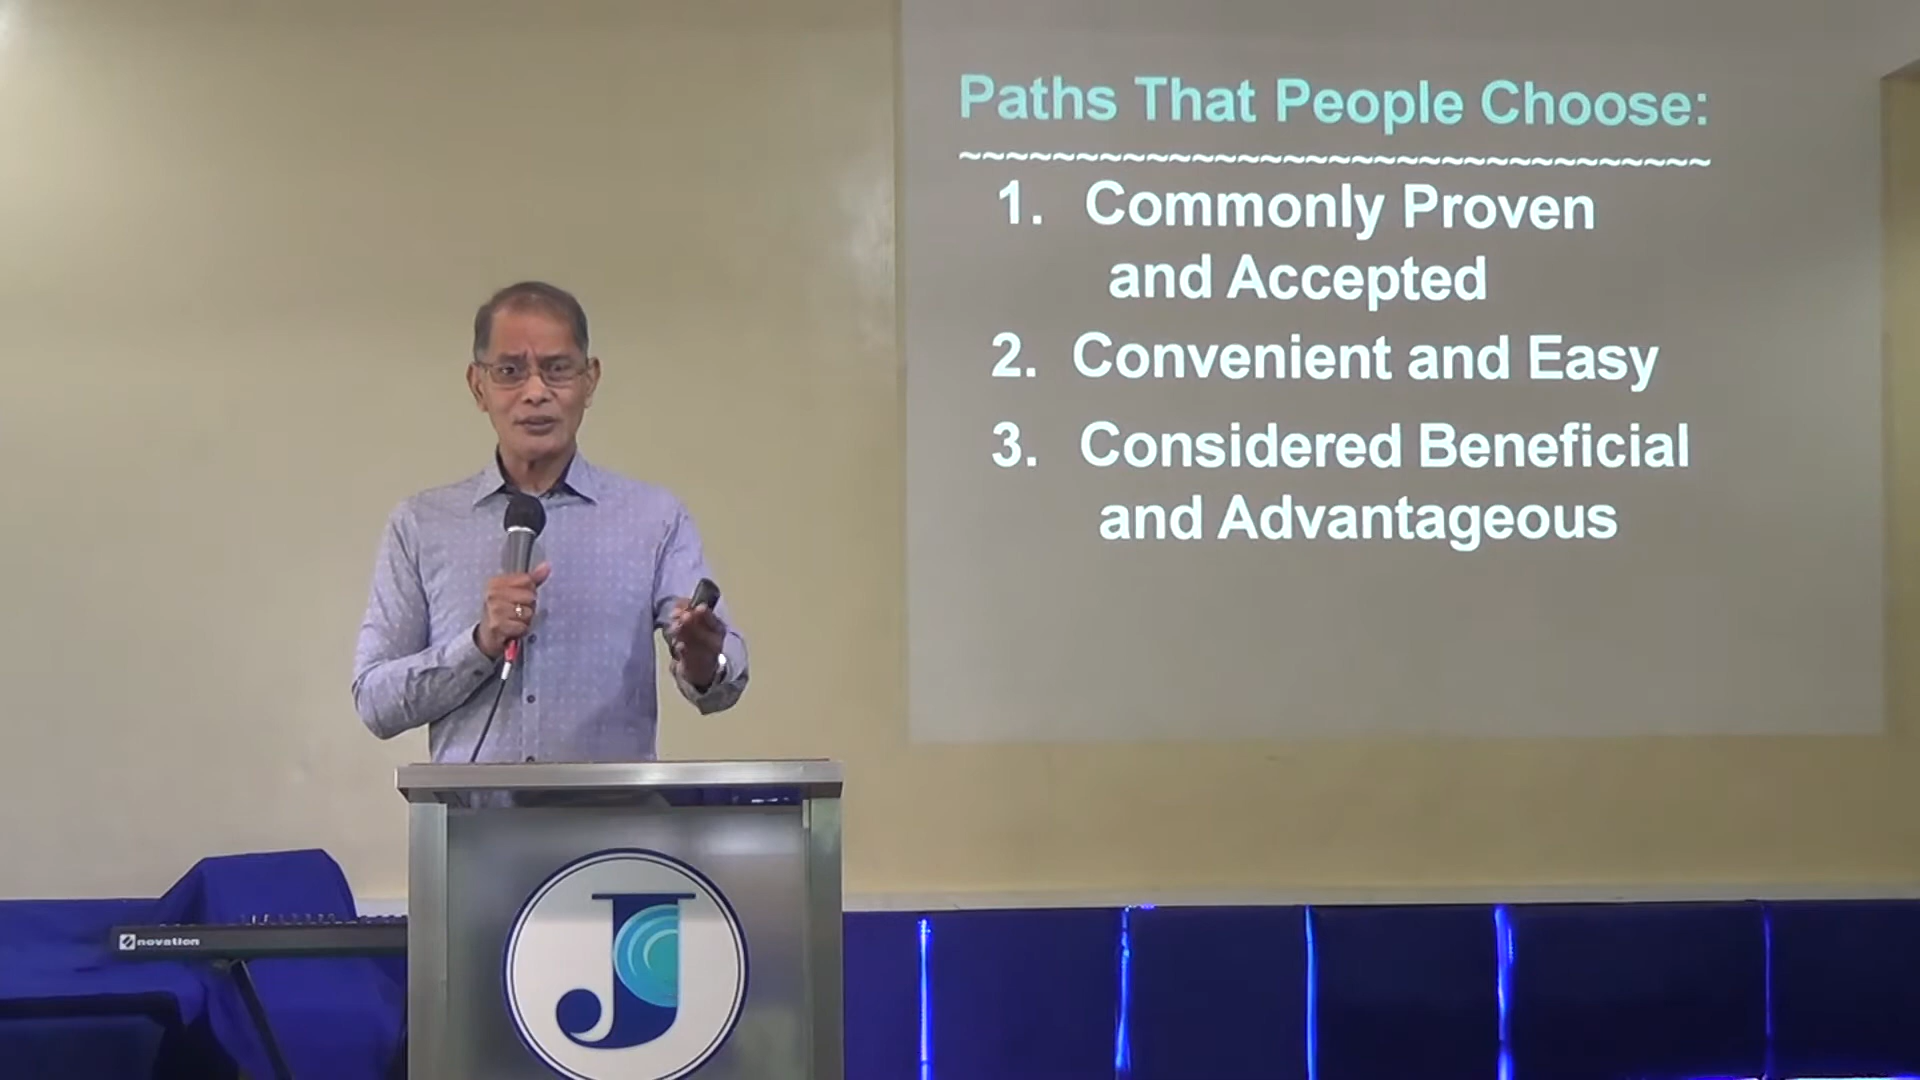 Paths That People Choose:
~~~~~~~~~~~~~~~~~~~~~~~~~~~~~~~~
1. Commonly Proven
and Accepted
2. Convenient and Easy
3. Considered Beneficial
and Advantageous
novation
J